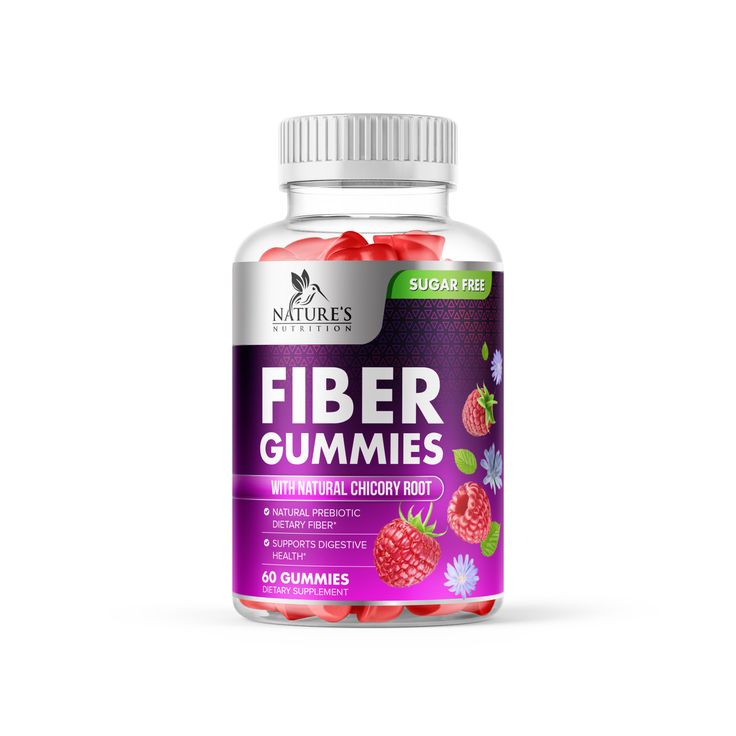 SUGAR FREE
NATURE'S
NUTRITION
FIBER
GUMMIES
WITH NATURAL CHICORY ROOT
NATURAL PREBIOTIC
DIETARY FIBER*
SUPPORTS DIGESTIVE
HEALTH*
60 GUMMIES
DIETARY SUPPLEMENT